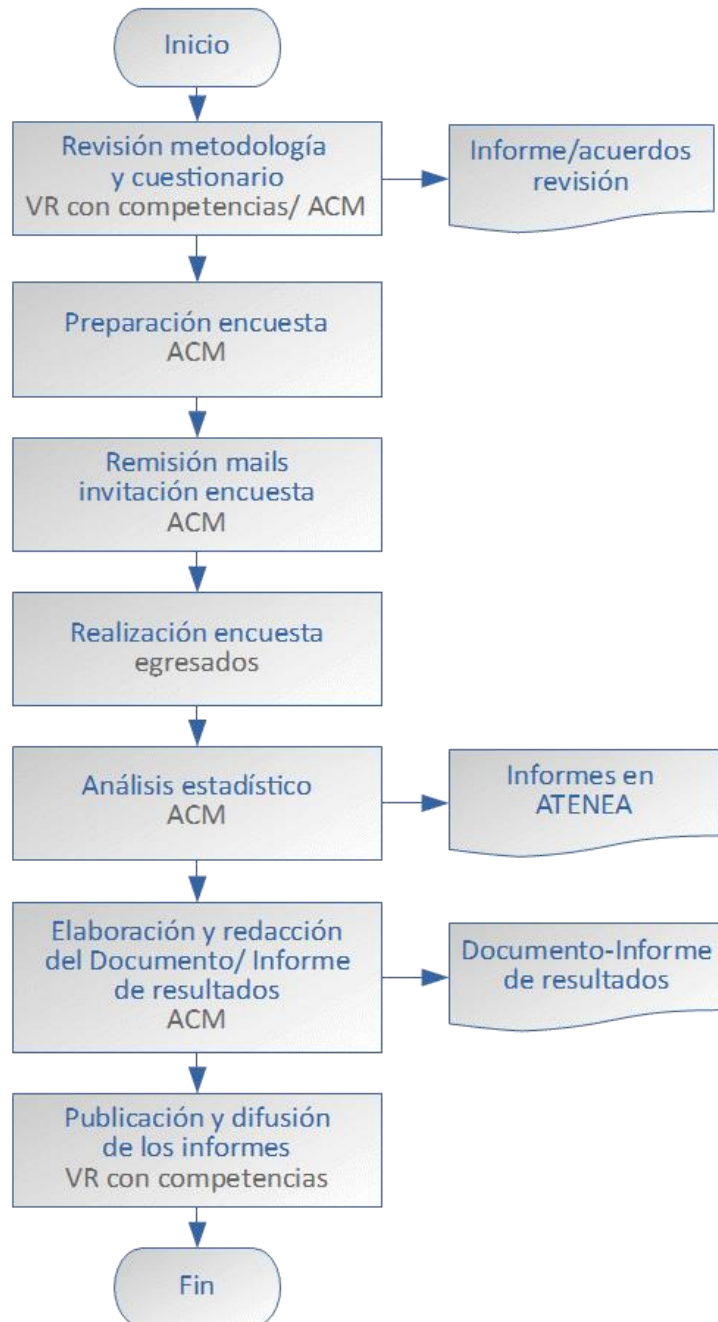 Inicio
Revisión metodología
y cuestionario
VR con competencias/ ACM
Informe/acuerdos
revisión
Preparación encuesta
ACM
Remisión mails
invitación encuesta
ACM
Realización encuesta
egresados
Análisis estadístico
ACM
Informes en
ATENEA
Elaboración y redacción
del Documento/ Informe
de resultados
ACM
Documento-Informe
de resultados
Publicación y difusión
de los informes
VR con competencias
Fin